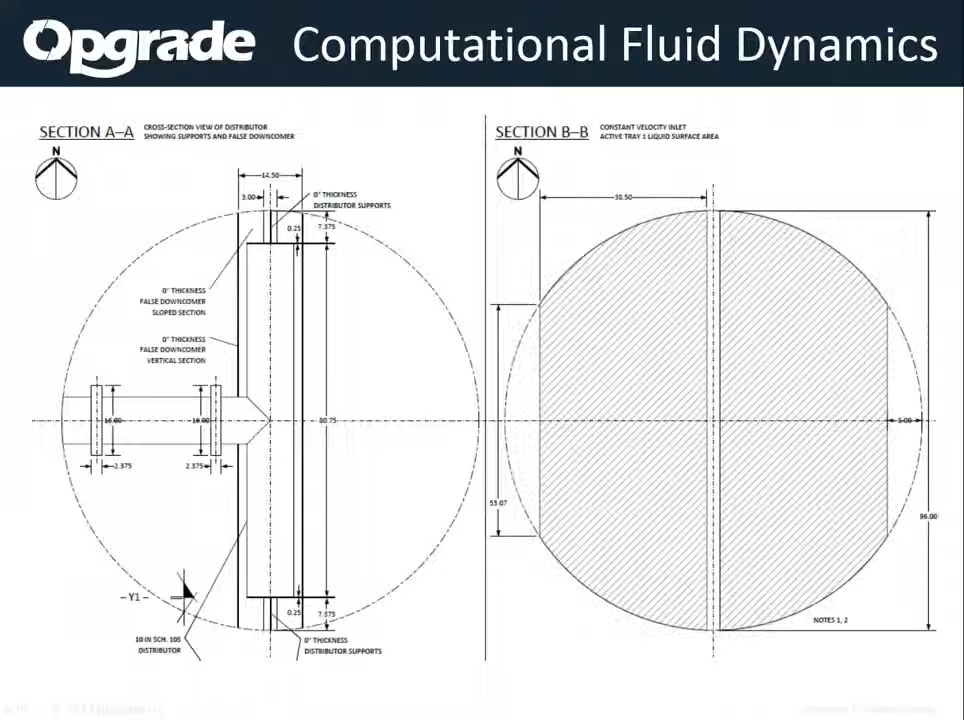 Opgrade Computational Fluid Dynamics
SECTION A–A
CROSS-SECTION VIEW OF DISTRIBUTOR
SHOWING SUPPORTS AND FALSE DOWNCOMER
N
14.50
3.00
0" THICKNESS
DISTRIBUTOR SUPPORTS
0.25
7.375
0" THICKNESS
FALSE DOWNCOMER
SLOPED SECTION
0" THICKNESS
FALSE DOWNCOMER
VERTICAL SECTION
16.00
16.00
80.75
2.375
2.375
–Y1–
0.25
7.375
10 IN SCH. 10S
DISTRIBUTOR
0" THICKNESS
DISTRIBUTOR SUPPORTS
SECTION B–B
CONSTANT VELOCITY INLET
ACTIVE TRAY 1 LIQUID SURFACE AREA
N
38.50
53.07
96.00
NOTES 1, 2